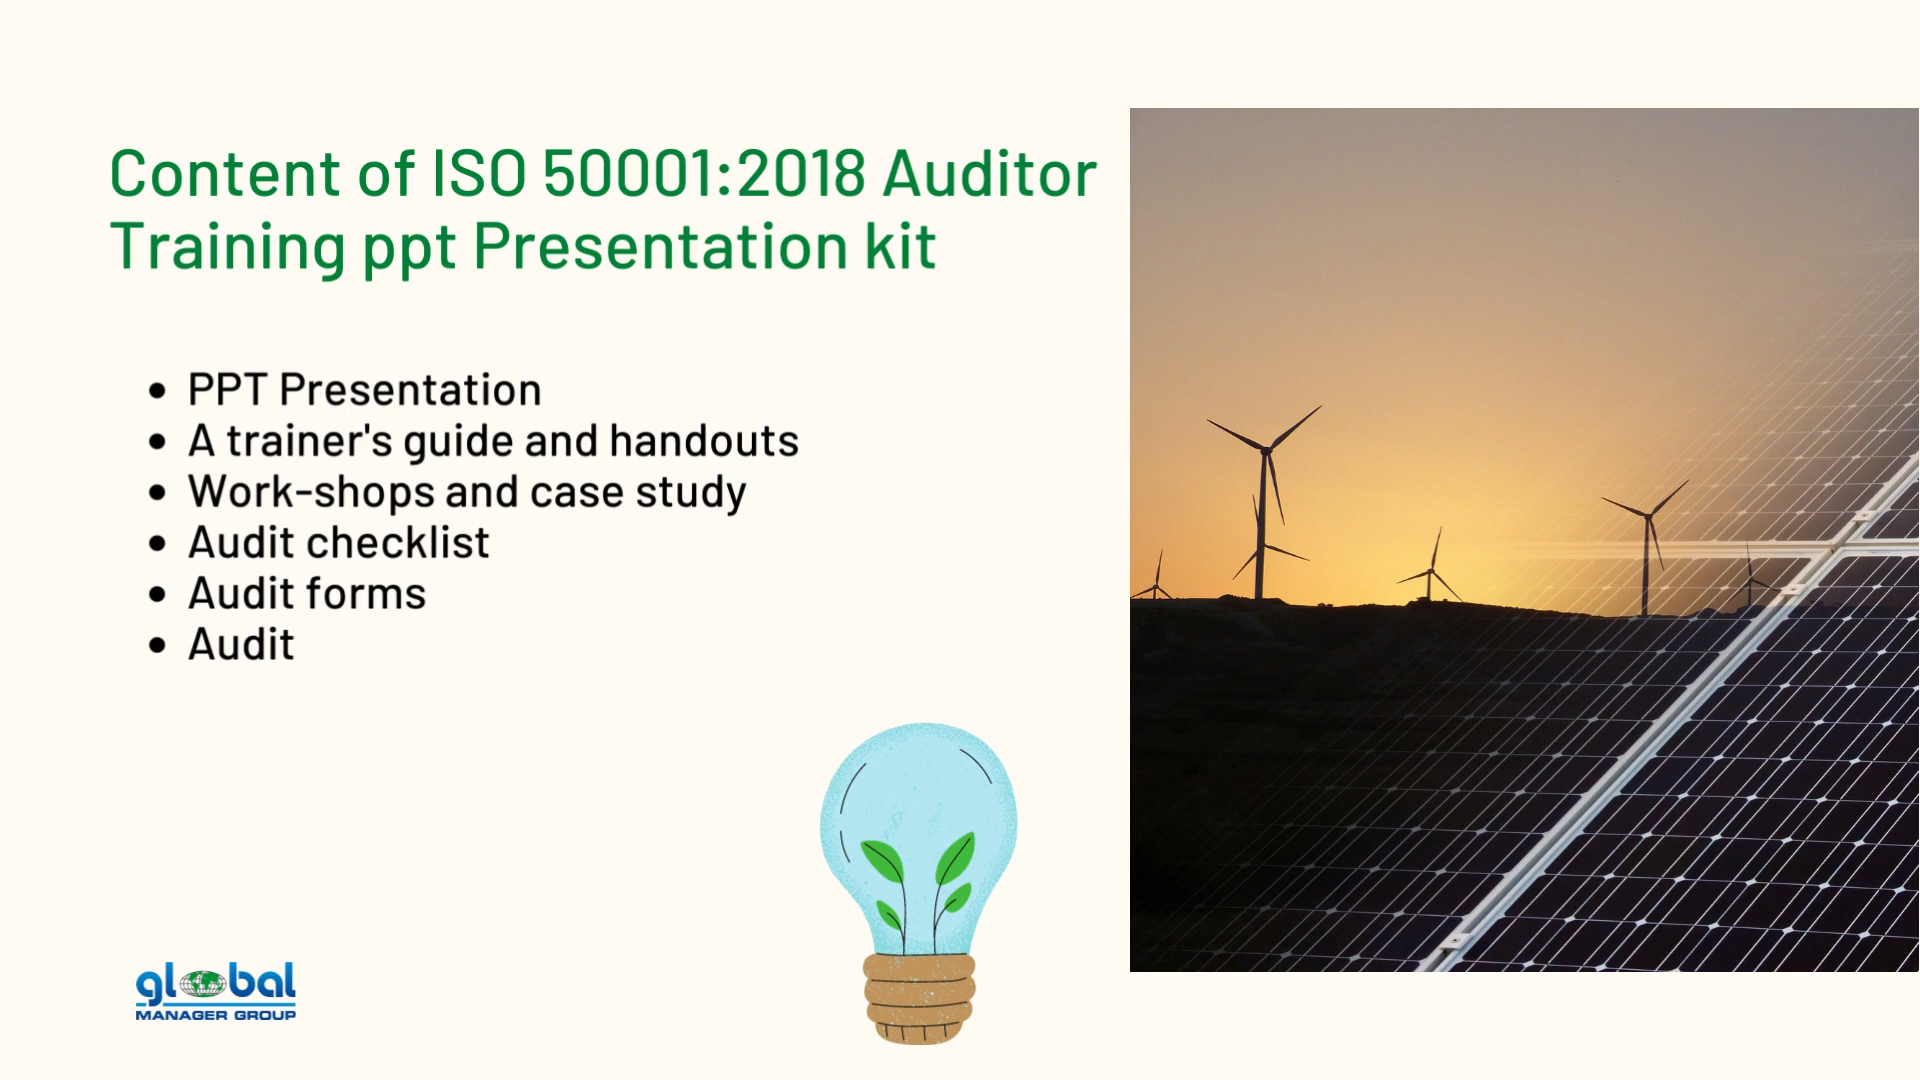 Content of ISO 50001:2018 Auditor
Training ppt Presentation kit
• PPT Presentation
• A trainer's guide and handouts
• Work-shops and case study
• Audit checklist
• Audit forms
• Audit
global
MANAGER GROUP